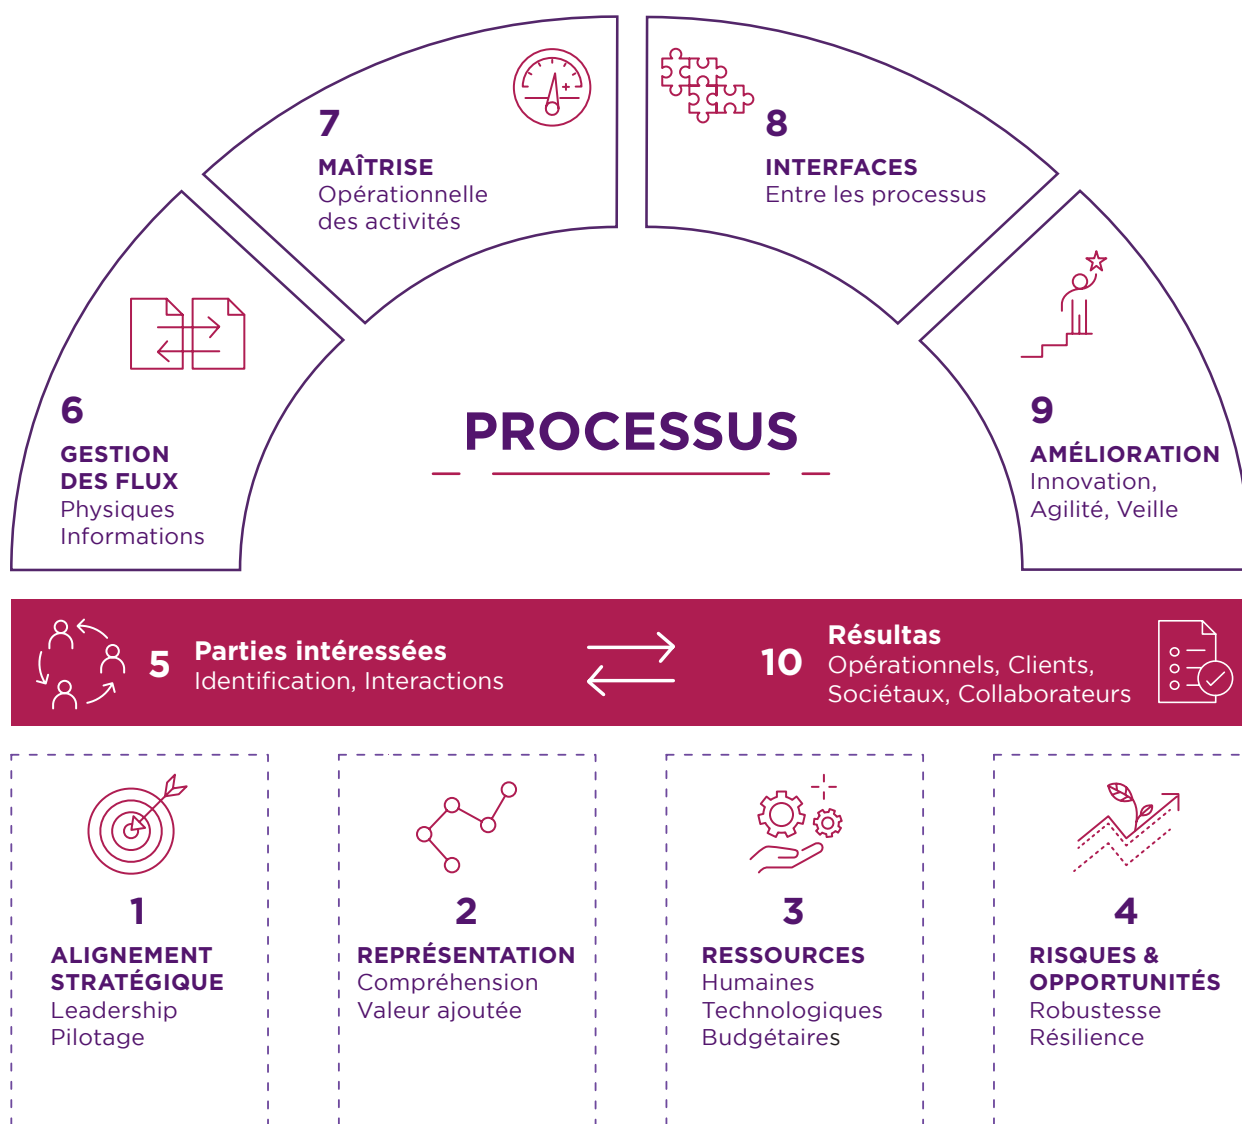 7
MAÎTRISE
Opérationnelle
des activités
8
INTERFACES
Entre les processus
6
GESTION
DES FLUX
Physiques
Informations
PROCESSUS
9
AMÉLIORATION
Innovation,
Agilité, Veille
5
Parties intéressées
Identification, Interactions
10
Résultas
Opérationnels, Clients,
Sociétaux, Collaborateurs
1
ALIGNEMENT
STRATÉGIQUE
Leadership
Pilotage
2
REPRÉSENTATION
Compréhension
Valeur ajoutée
3
RESSOURCES
Humaines
Technologiques
Budgétaires
4
RISQUES &
OPPORTUNITÉS
Robustesse
Résilience